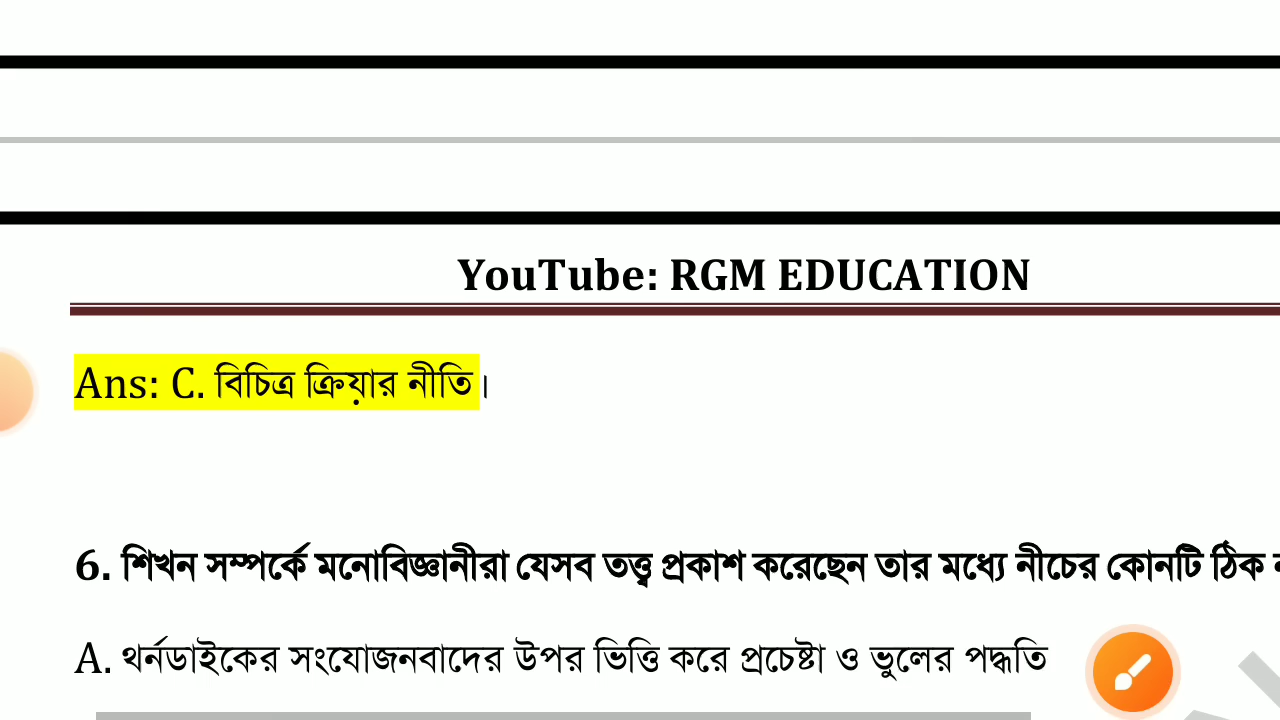 YouTube: RGM EDUCATION
Ans: C. বিচিত্র ক্রিয়ার নীতি।
6. শিখন সম্পর্কে মনোবিজ্ঞানীরা যেসব তত্ত্ব প্রকাশ করেছেন তার মধ্যে নীচের কোনটি ঠিক
A. থর্নডাইকের সংযোজনবাদের উপর ভিত্তি করে প্রচেষ্টা ও ভুলের পদ্ধতি